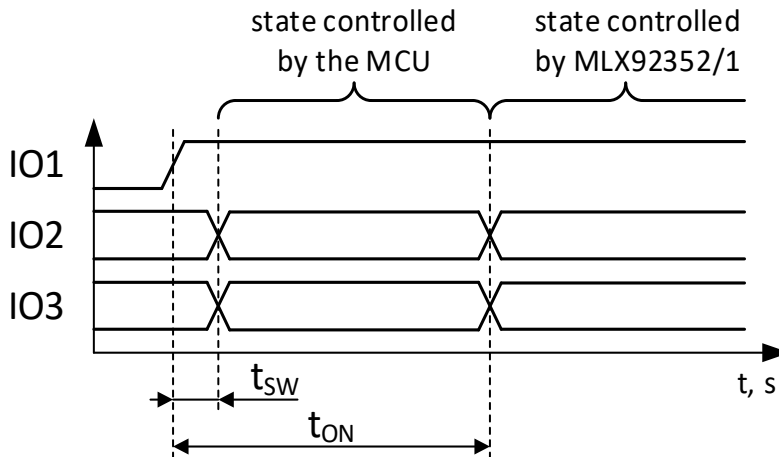 state controlled
by the MCU
state controlled
by MLX92352/1
IO1
IO2
IO3
t, s
tSW
tON